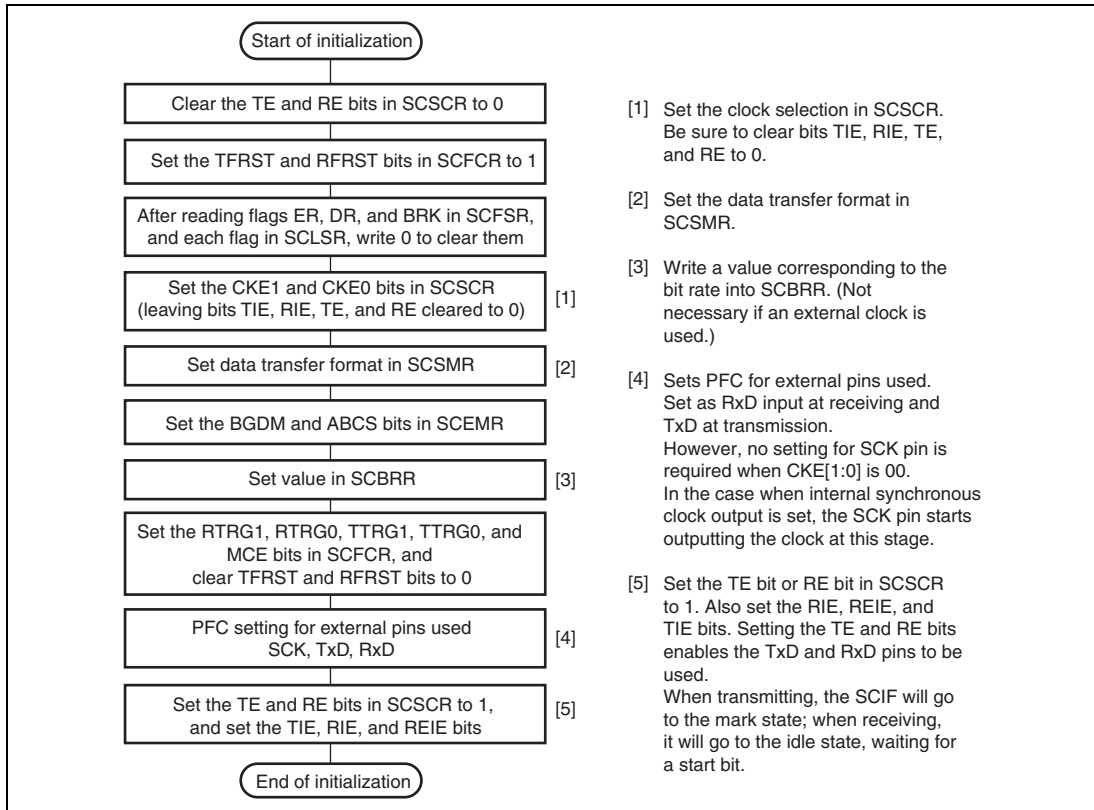 Start of initialization
Clear the TE and RE bits in SCSCR to 0
Set the TFRST and RFRST bits in SCFCR to 1
After reading flags ER, DR, and BRK in SCFSR,
and each flag in SCLSR, write 0 to clear them
Set the CKE1 and CKE0 bits in SCSCR
(leaving bits TIE, RIE, TE, and RE cleared to 0)
[1]
Set data transfer format in SCSMR
[2]
Set the BGDM and ABCS bits in SCEMR
Set value in SCBRR
[3]
Set the RTRG1, RTRG0, TTRG1, TTRG0, and
MCE bits in SCFCR, and
clear TFRST and RFRST bits to 0
PFC setting for external pins used
SCK, TxD, RxD
[4]
Set the TE and RE bits in SCSCR to 1,
and set the TIE, RIE, and REIE bits
[5]
End of initialization
[1] Set the clock selection in SCSCR.
Be sure to clear bits TIE, RIE, TE,
and RE to 0.
[2] Set the data transfer format in
SCSMR.
[3] Write a value corresponding to the
bit rate into SCBRR. (Not
necessary if an external clock is
used.)
[4] Sets PFC for external pins used.
Set as RxD input at receiving and
TxD at transmission.
However, no setting for SCK pin is
required when CKE[1:0] is 00.
In the case when internal synchronous
clock output is set, the SCK pin starts
outputting the clock at this stage.
[5] Set the TE bit or RE bit in SCSCR
to 1. Also set the RIE, REIE, and
TIE bits. Setting the TE and RE bits
enables the TxD and RxD pins to be
used.
When transmitting, the SCIF will go
to the mark state; when receiving,
it will go to the idle state, waiting for
a start bit.